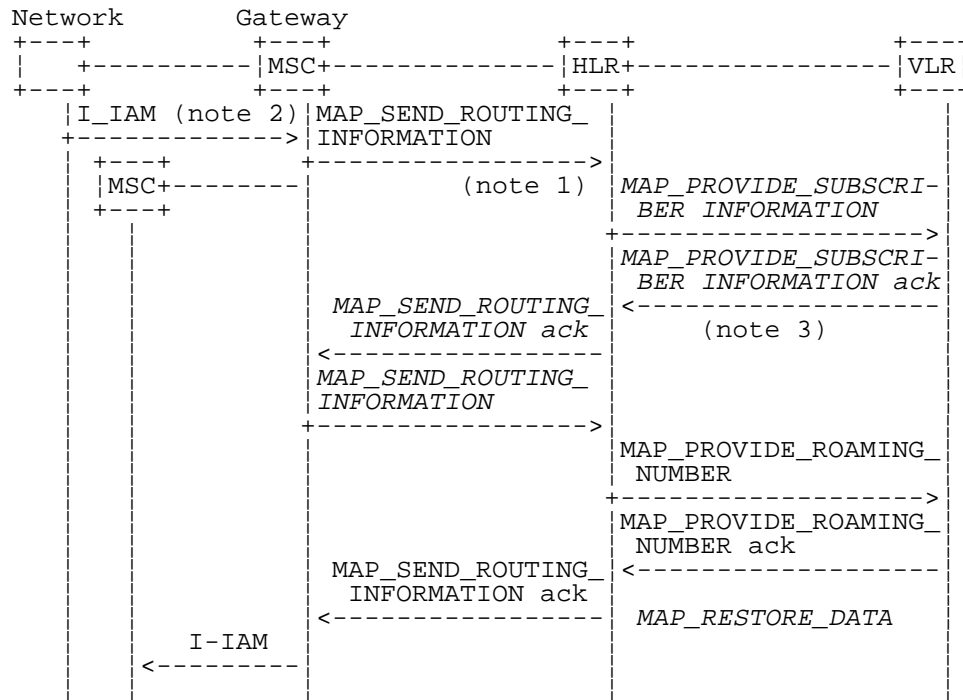 Network Gateway
MSC HLR VLR
I_IAM (note 2) MAP_SEND_ROUTING_
INFORMATION
MSC (note 1) MAP_PROVIDE_SUBSCRI-
BER INFORMATION
MAP_PROVIDE_SUBSCRI-
BER INFORMATION ack
MAP_SEND_ROUTING_
INFORMATION ack (note 3)
MAP_SEND_ROUTING_
INFORMATION
MAP_PROVIDE_ROAMING_
NUMBER
MAP_PROVIDE_ROAMING_
NUMBER ack
MAP_SEND_ROUTING_
INFORMATION ack
MAP_RESTORE_DATA
I-IAM